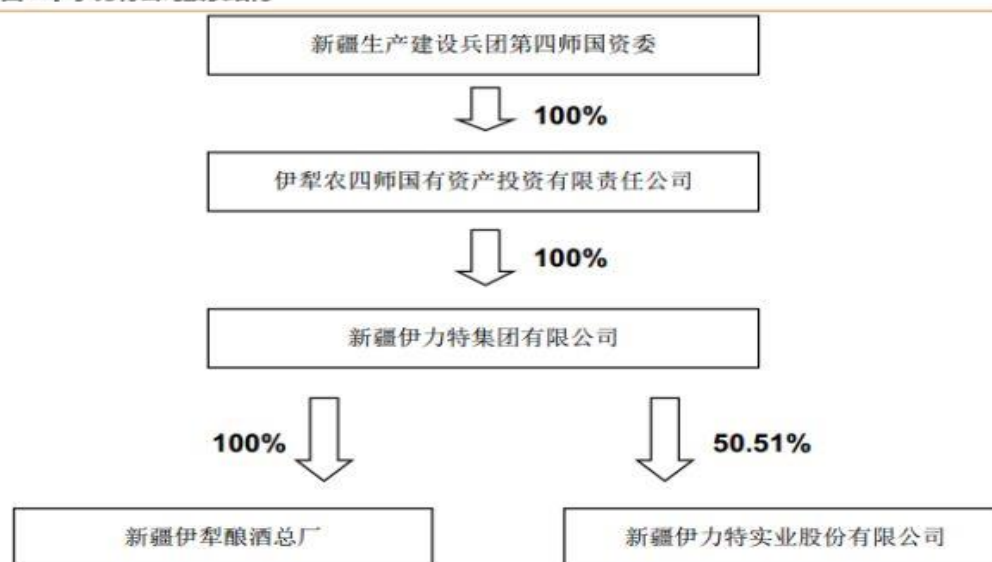 新疆生产建设兵团第四师国资委
100%
伊犁农四师国有资产投资有限责任公司
100%
新疆伊力特集团有限公司
100%
50.51%
新疆伊犁酿酒总厂
新疆伊力特实业股份有限公司